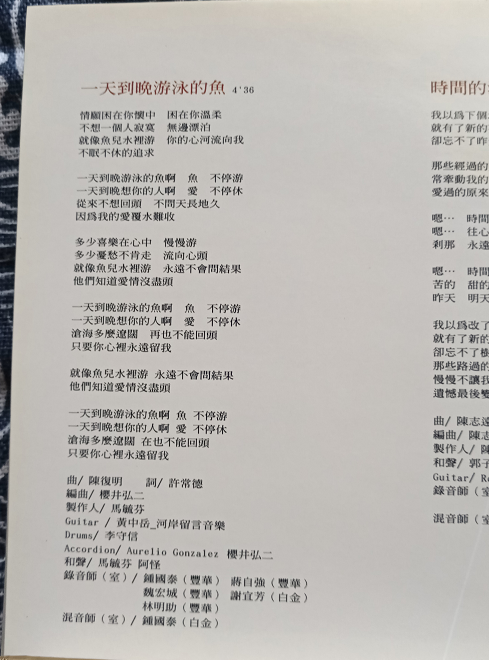 一天到晚游泳的魚 4'36
情願困在你懷中　困在你溫柔
不想一個人寂寞　無邊漂泊
就像魚兒水裡游　你的心河流向我
不眠不休的追求
一天到晚游泳的魚啊　魚　不停游
一天到晚想你的人啊　愛　不停休
從來不想回頭　不問天長地久
因爲我的愛覆水難收
多少喜樂在心中　慢慢游
多少憂愁不肯走　流向心頭
就像魚兒水裡游　永遠不會問結果
他們知道愛情沒盡頭
一天到晚游泳的魚啊　魚　不停游
一天到晚想你的人啊　愛　不停休
滄海多麼遼闊　再也不能回頭
只要你心裡永遠留我
就像魚兒水裡游　永遠不會問結果
他們知道愛情沒盡頭
一天到晚游泳的魚啊 魚 不停游
一天到晚想你的人啊 愛 不停休
滄海多麼遼闊 在也不能回頭
只要你心裡永遠留我
曲/ 陳復明　　詞/ 許常德
編曲/ 櫻井弘二
製作人/ 馬毓芬
Guitar / 黃中岳_河岸留言音樂
Drums/ 李守信
Accordion/ Aurelio Gonzalez 櫻井弘二
和聲/ 馬毓芬 阿怪
錄音師（室）/ 鍾國泰（豐華） 蔣自強（豐華）
魏宏城（豐華） 謝宜芳（白金）
林明助（豐華）
混音師（室）/ 鍾國泰（白金）
時間的
我以爲下個
就有了新的
卻忘了昨
那些經過的
常牽動我的
愛過的原來
嗯…　時間
嗯…　往心
刹那　永遠
嗯…　時間
苦的　甜的
昨天　明天
我以爲改了
就有了新的
卻忘了樹
那些路過的
慢慢不讓我
遺憾最後變
曲/ 陳志遠
編曲/ 陳志
製作人/ 陳
和聲/ 郭子
Guitar/ R
錄音師（室
混音師（室